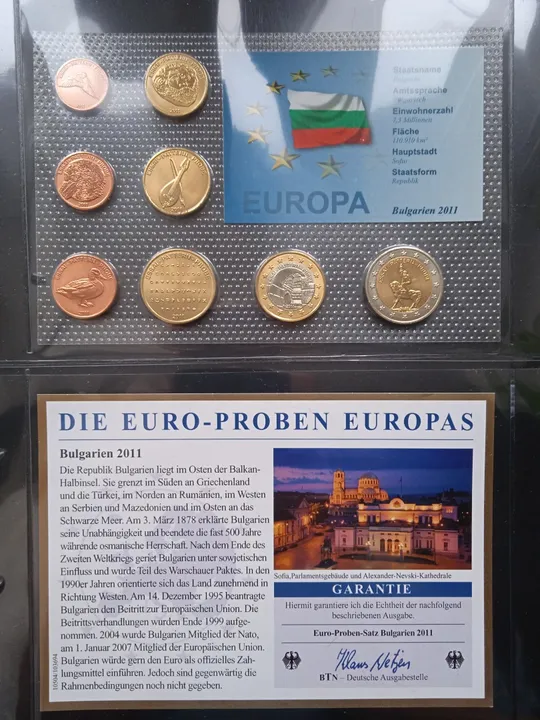 Staatsname
Amtssprache
Einwohnerzahl
7,5 Millionen
Fläche
110 910 km²
Hauptstadt
Sofia
Staatsform
Republik
EUROPA
Bulgarien 2011
DIE EURO-PROBEN EUROPAS
Bulgarien 2011
Die Republik Bulgarien liegt im Osten der Balkan-
Halbinsel. Sie grenzt im Süden an Griechenland
und die Türkei, im Norden an Rumänien, im Westen
an Serbien und Mazedonien und im Osten an das
Schwarze Meer. Am 3. März 1878 erklärte Bulgarien
seine Unabhängigkeit und beendete die fast 500 Jahre
währende osmanische Herrschaft. Nach dem Ende des
Zweiten Weltkriegs geriet Bulgarien unter sowjetischen
Einfluss und wurde Teil des Warschauer Paktes. In den
1990er Jahren orientierte sich das Land zunehmend in
Richtung Westen. Am 14. Dezember 1995 beantragte
Bulgarien den Beitritt zur Europäischen Union. Die
Beitrittsverhandlungen wurden Ende 1999 aufge-
nommen. 2004 wurde Bulgarien Mitglied der Nato,
am 1. Januar 2007 Mitglied der Europäischen Union.
Bulgarien würde gern den Euro als offizielles Zah-
lungsmittel einführen. Jedoch sind gegenwärtig die
Rahmenbedingungen noch nicht gegeben.
Sofia, Parlamentsgebäude und Alexander-Nevski-Kathedrale
GARANTIE
Hiermit garantiere ich die Echtheit der nachfolgend
beschriebenen Ausgabe.
Euro-Proben-Satz Bulgarien 2011
BTN – Deutsche Ausgabestelle